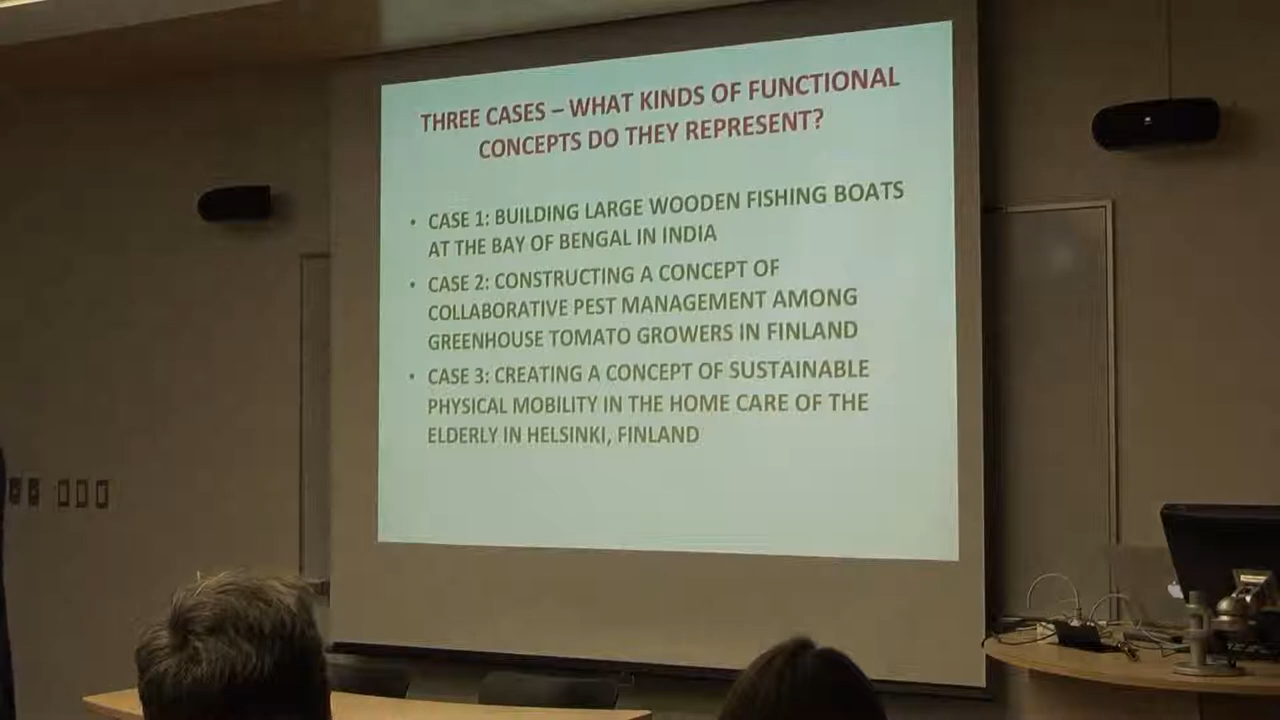 THREE CASES – WHAT KINDS OF FUNCTIONAL
CONCEPTS DO THEY REPRESENT?
• CASE 1: BUILDING LARGE WOODEN FISHING BOATS
AT THE BAY OF BENGAL IN INDIA
• CASE 2: CONSTRUCTING A CONCEPT OF
COLLABORATIVE PEST MANAGEMENT AMONG
GREENHOUSE TOMATO GROWERS IN FINLAND
• CASE 3: CREATING A CONCEPT OF SUSTAINABLE
PHYSICAL MOBILITY IN THE HOME CARE OF THE
ELDERLY IN HELSINKI, FINLAND